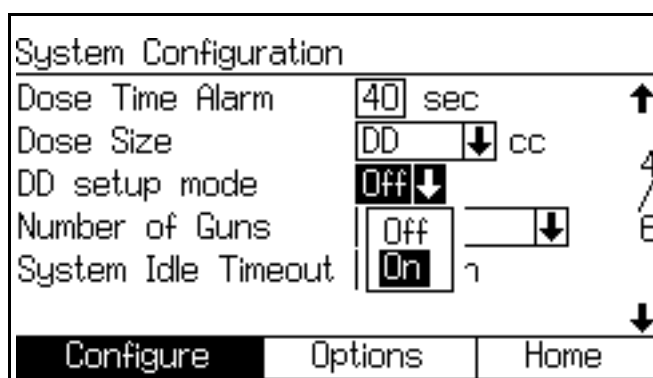 System Configuration
Dose Time Alarm 40 sec
Dose Size DD cc
DD setup mode Off
Number of Guns Off
System Idle Timeout On
Configure Options Home